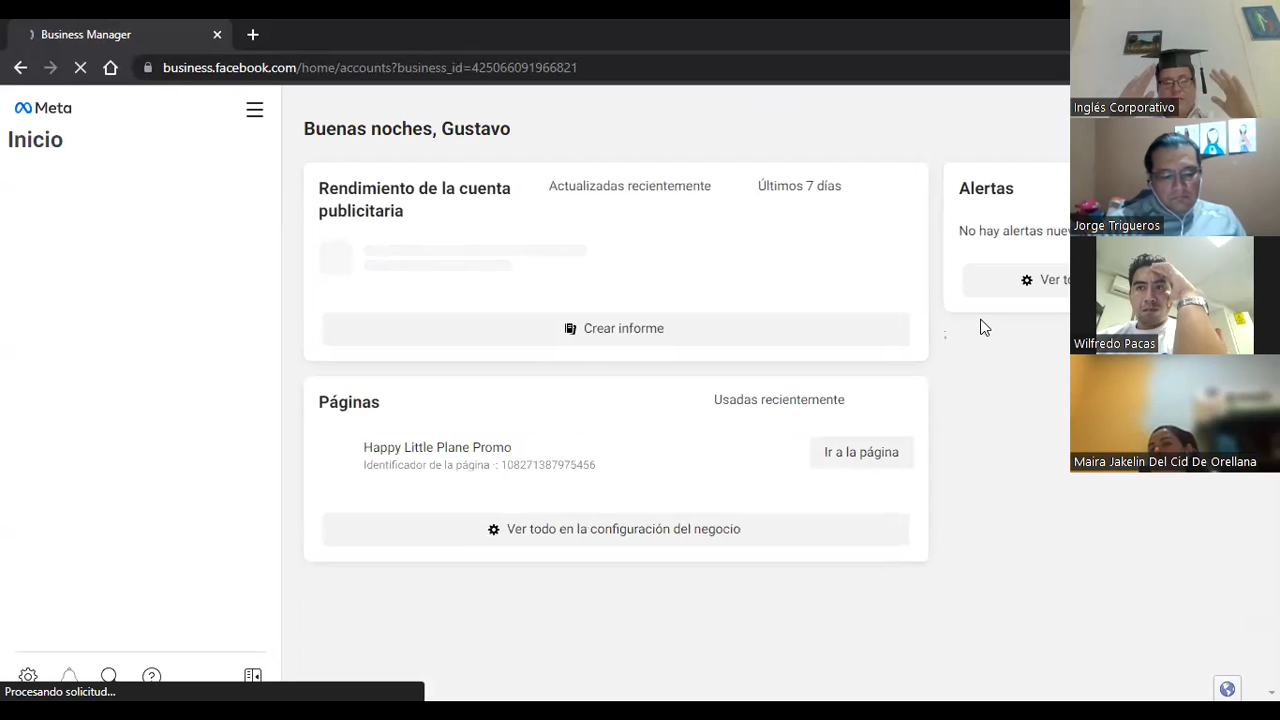 Business Manager
business.facebook.com/home/accounts?business_id=425066091966821
Meta
Inicio
Buenas noches, Gustavo
Rendimiento de la cuenta
publicitaria
Actualizadas recientemente
Últimos 7 días
Crear informe
Alertas
No hay alertas nue
Ver to
;
Páginas
Usadas recientemente
Happy Little Plane Promo
Identificador de la página ·: 108271387975456
Ir a la página
Ver todo en la configuración del negocio
Procesando solicitud...
Inglés Corporativo
Jorge Trigueros
Wilfredo Pacas
Maira Jakelin Del Cid De Orellana